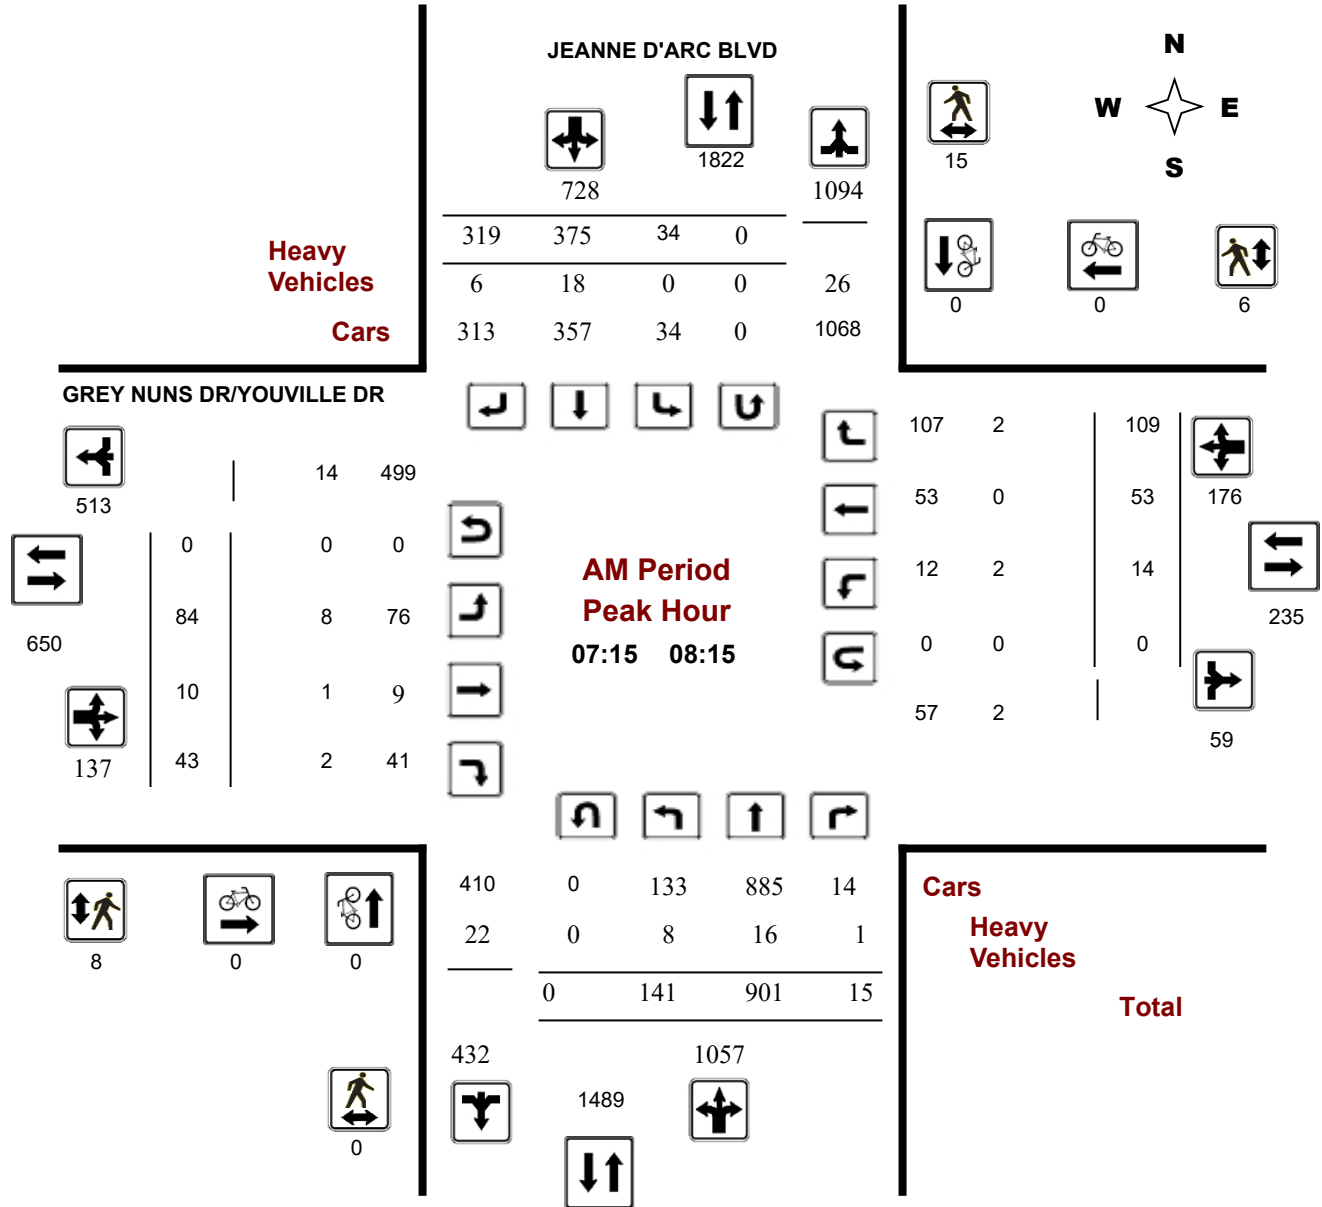 JEANNE D'ARC BLVD
N
W E
S
1822
15
728 1094
319 375 34 0
Heavy
Vehicles
6 18 0 0 26
0 0 6
Cars
313 357 34 0 1068
GREY NUNS DR/YOUVILLE DR
107 2 109
14 499
513
53 0 53 176
0 0 0
AM Period
12 2 14
Peak Hour
84 8 76
235
650
07:15 08:15
0 0 0
10 1 9
57 2
59
137
43 2 41
410 0 133 885 14
Cars
22 0 8 16 1
Heavy
Vehicles
8 0 0
0 141 901 15
Total
432 1057
1489
0